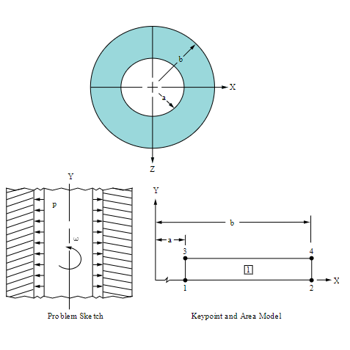 b
X
a
Z
Y
Y
P
b
ω
a
3
4
1
1
2
X
Problem Sketch
Keypoint and Area Model